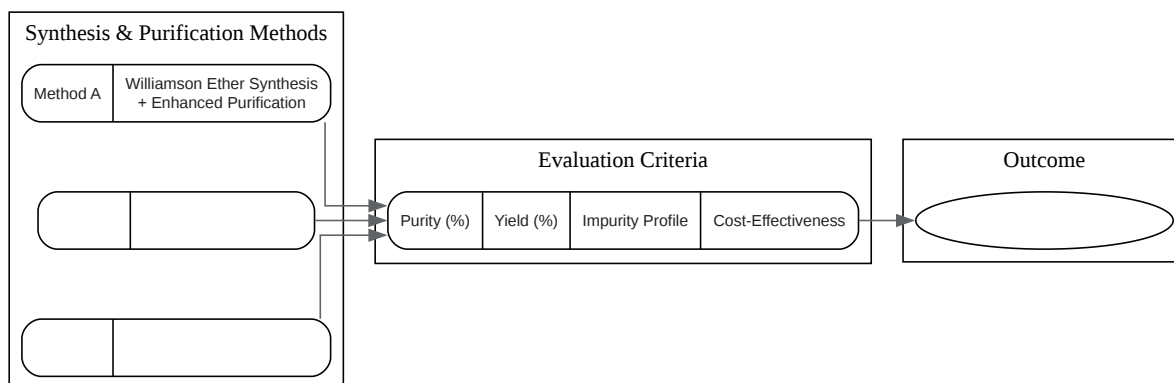 Synthesis & Purification Methods
Method A
Williamson Ether Synthesis
+ Enhanced Purification
Evaluation Criteria
Purity (%)
Yield (%)
Impurity Profile
Cost-Effectiveness
Outcome